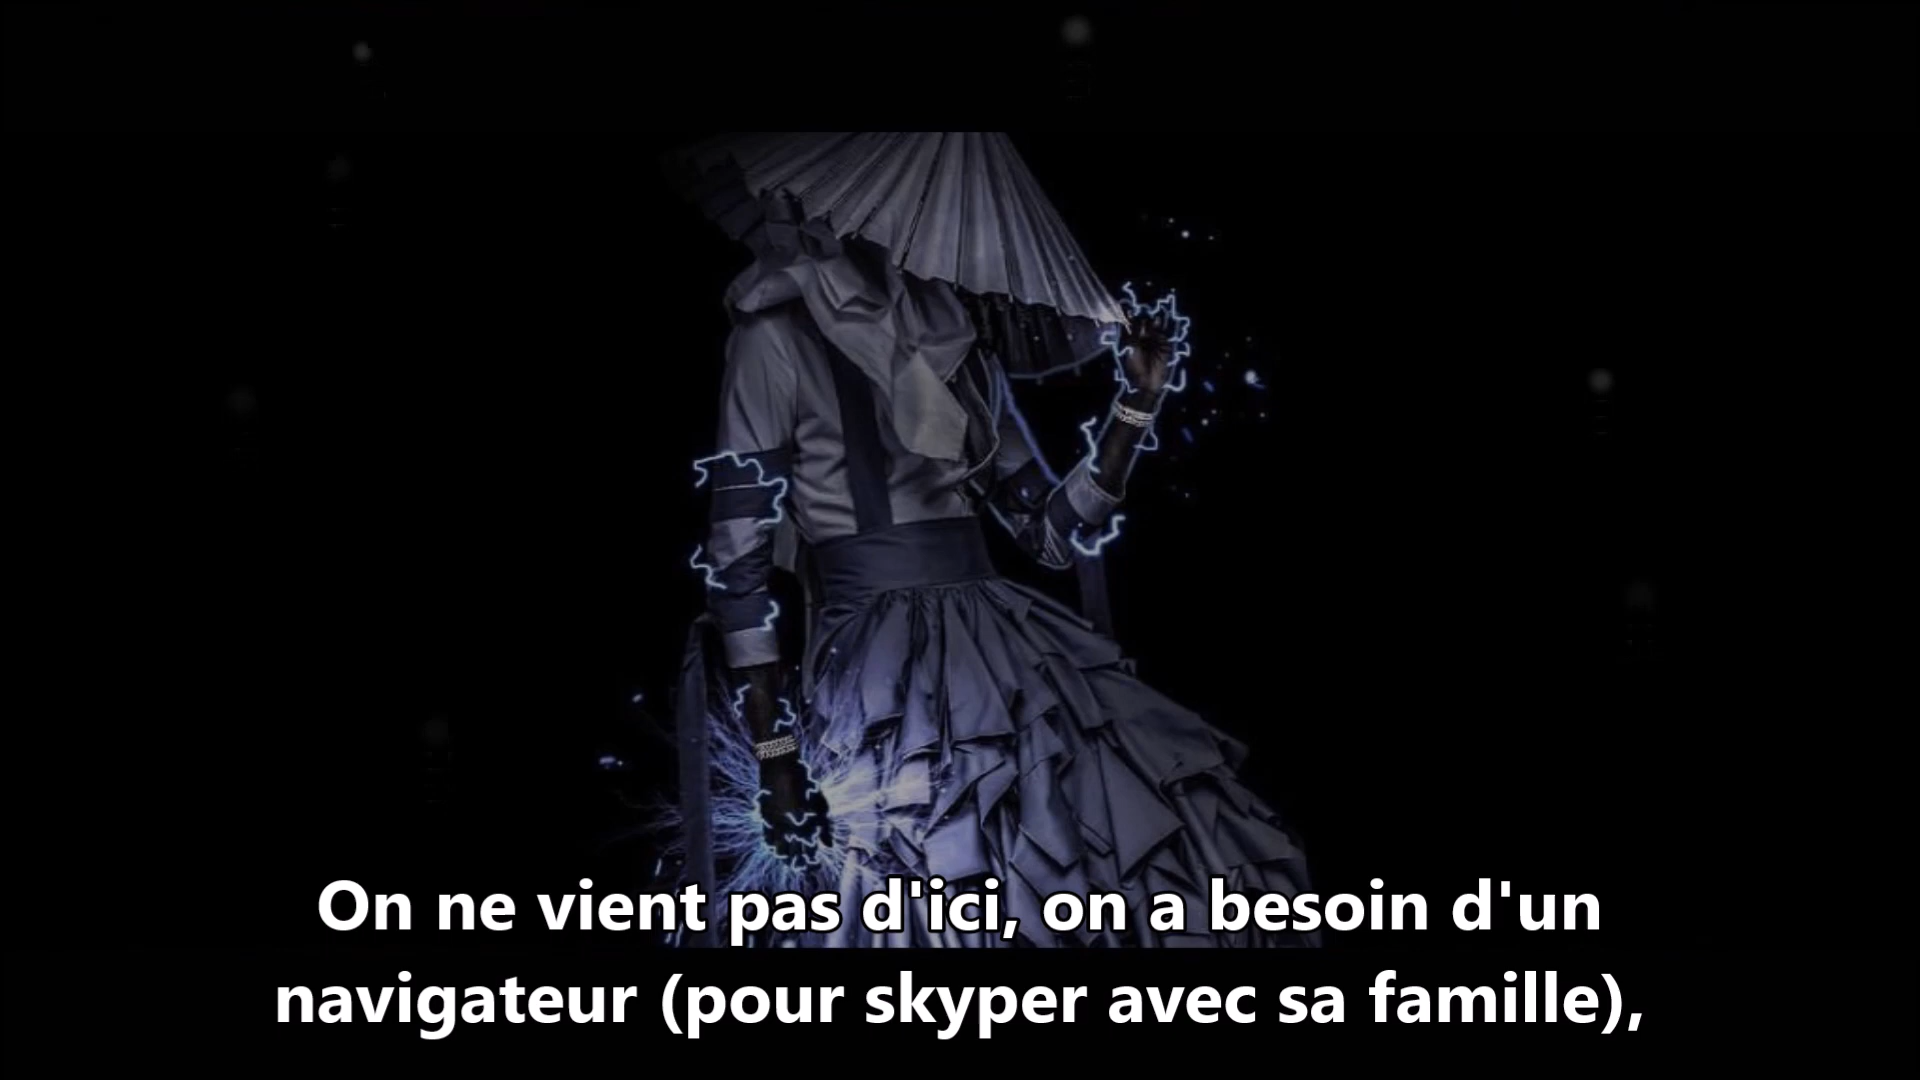 On ne vient pas d'ici, on a besoin d'un
navigateur (pour skyper avec sa famille),